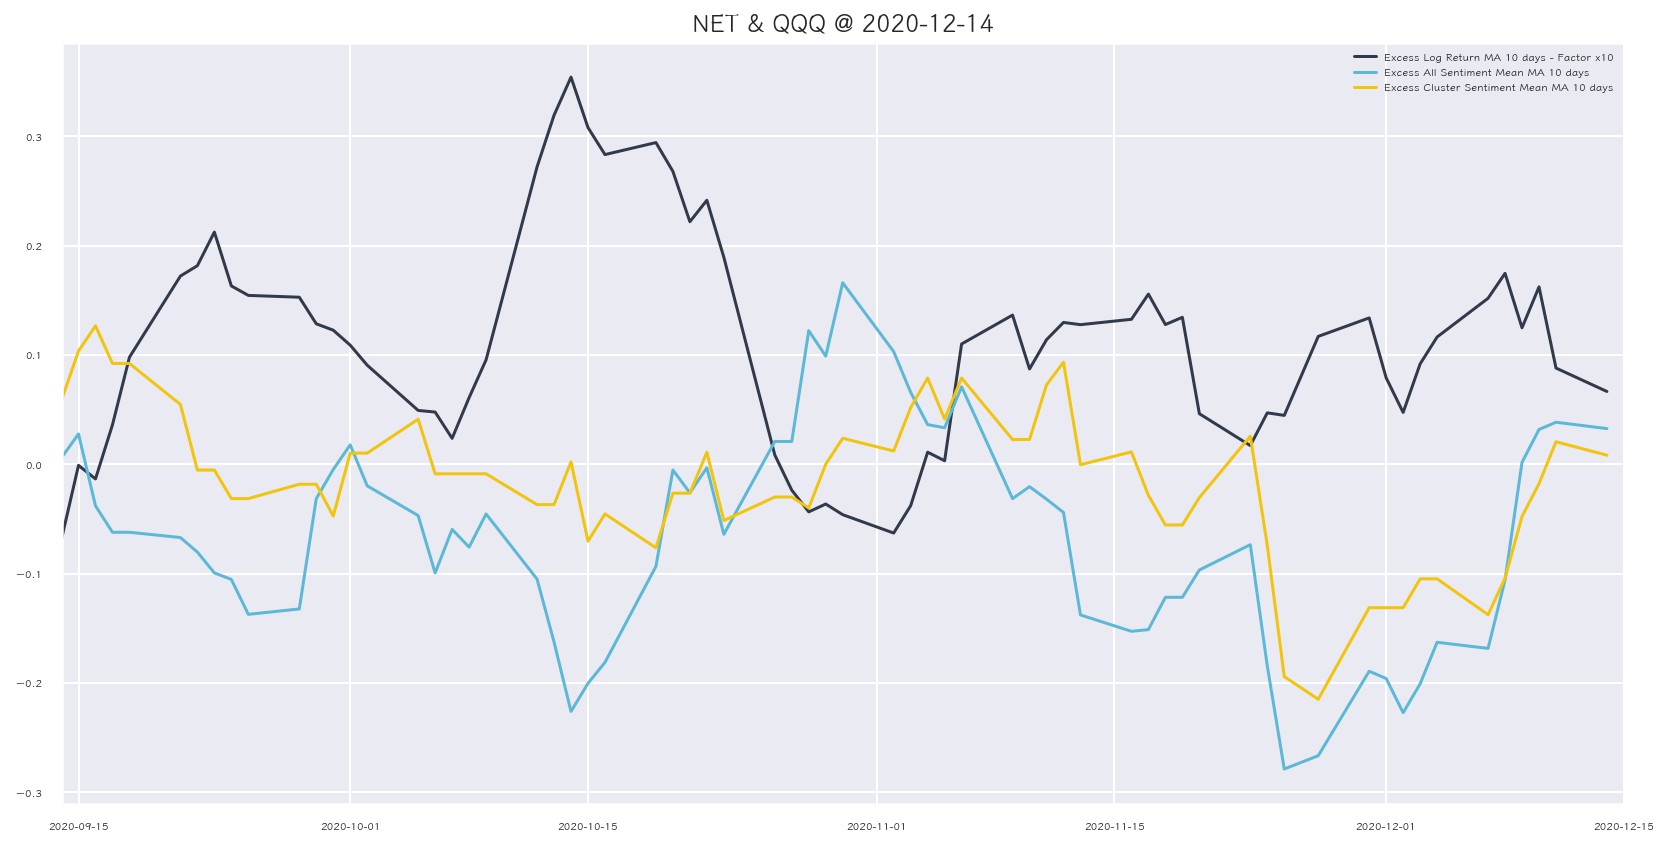 NET & QQQ @ 2020-12-14
Excess Log Return MA 10 days - Factor x10
Excess All Sentiment Mean MA 10 days
Excess Cluster Sentiment Mean MA 10 days
0.3
0.2
0.1
0.0
−0.1
−0.2
−0.3
2020-09-15 2020-10-01 2020-10-15 2020-11-01 2020-11-15 2020-12-01 2020-12-15